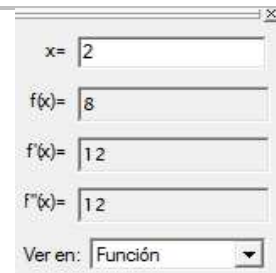 x= 2
f(x)= 8
f'(x)= 12
f''(x)= 12
Ver en: Función